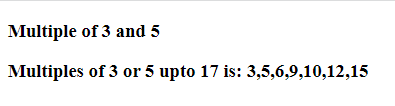 Multiple of 3 and 5
Multiples of 3 or 5 upto 17 is: 3,5,6,9,10,12,15